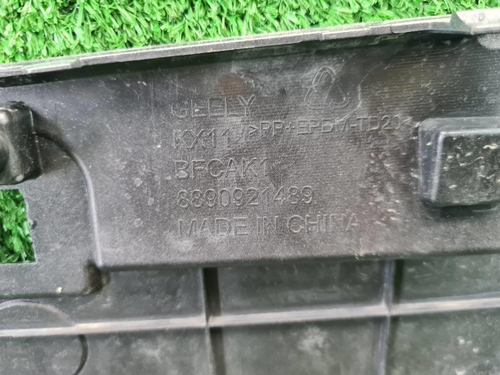 GEELY
KX11 >PP+EPDM-TD20<
BFCAK1
8890921489
MADE IN CHINA